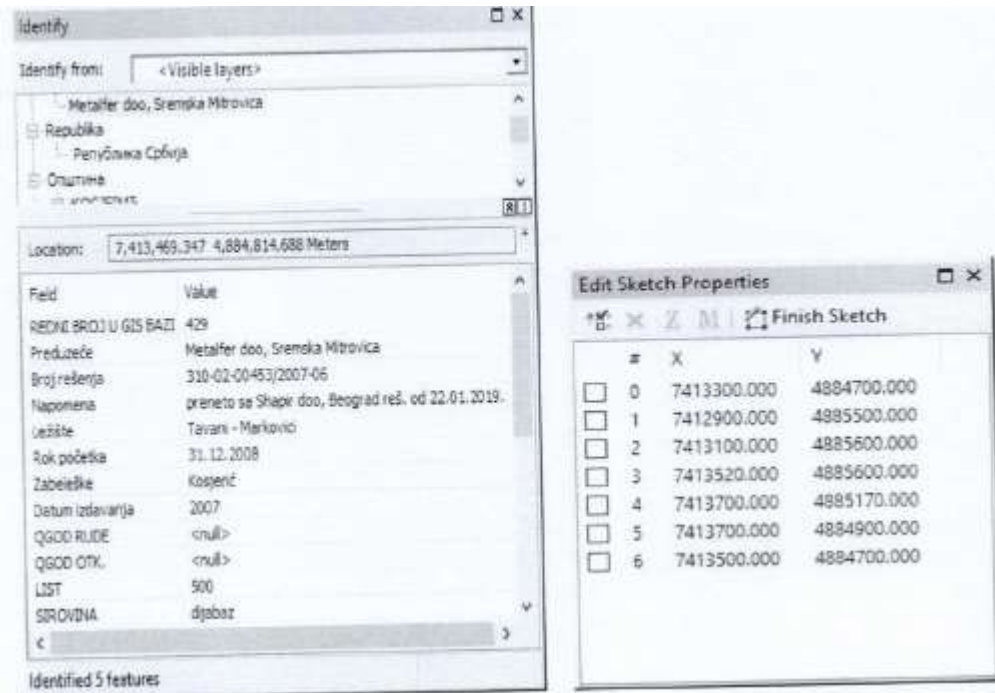 Identify
Identify from: <Visible layers>
Metalfer doo, Sremska Mitrovica
Republika
Република Србија
Општина
Location: 7,413,469.347 4,884,814.688 Meters
Field Value
REDNI BROJ U GIS BAZI 429
Preduzeće Metalfer doo, Sremska Mitrovica
Broj rešenja 310-02-00453/2007-06
Napomena preneto sa Shapir doo, Beograd reš. od 22.01.2019.
Ležište Tavani - Markovici
Rok početka 31.12.2008
Zabeleške Kosjerić
Datum izdavanja 2007
QGOD RUDE <null>
QGOD OTK. <null>
LIST 500
SIROVINA dijabaz
Identified 5 features
Edit Sketch Properties
Z M Finish Sketch
# X Y
0 7413300.000 4884700.000
1 7412900.000 4885500.000
2 7413100.000 4885600.000
3 7413520.000 4885600.000
4 7413700.000 4885170.000
5 7413700.000 4884900.000
6 7413500.000 4884700.000